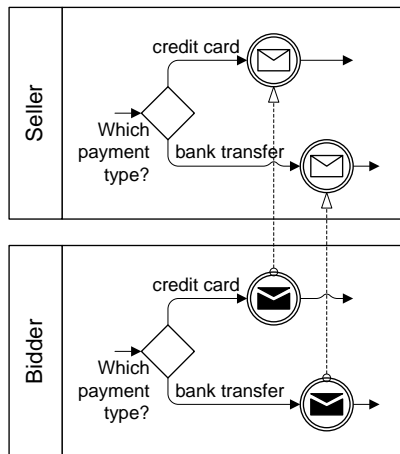 Seller
credit card
Which
payment
type?
bank transfer
Bidder
credit card
Which
payment
type?
bank transfer